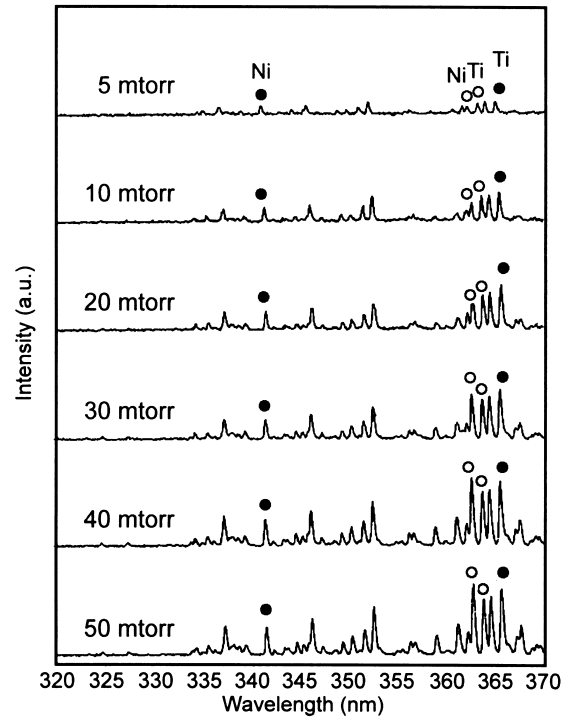 Ni
Ni Ti
Ti
5 mtorr
10 mtorr
20 mtorr
30 mtorr
40 mtorr
50 mtorr
Intensity (a.u.)
320 325 330 335 340 345 350 355 360 365 370
Wavelength (nm)